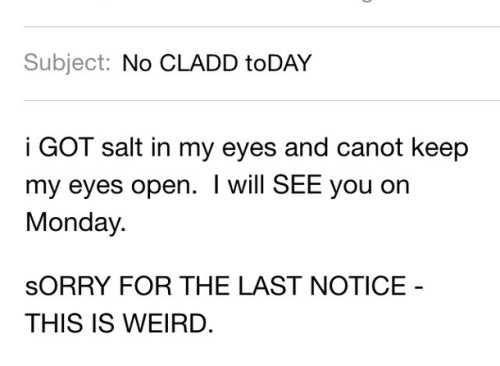 Subject: No CLADD toDAY
i GOT salt in my eyes and canot keep
my eyes open.  I will SEE you on
Monday.
sORRY FOR THE LAST NOTICE -
THIS IS WEIRD.